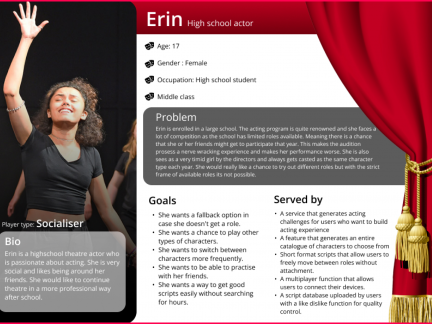 Erin High school actor
Age: 17
Gender : Female
Occupation: High school student
Middle class
Problem
Erin is enrolled in a large school. The acting program is quite renowned and she faces a
lot of competition as the school has limited roles available. Meaning there is a chance
that she or her friends might get to participate that year. This makes the audition
prosess a nerve wracking experience and makes her performance worse. She is also
sees as a very timid girl by the directors and always gets casted as the same character
type each year. She would really like a chance to try out different roles but with the strict
frame of available roles its not possible.
Player type: Socialiser
Bio
Erin is a highschool theatre actor who
is passionate about acting. She is very
social and likes being around her
friends. She would like to continue
theatre in a more professional way
after school.
Goals
• She wants a fallback option in
case she doesn't get a role.
• She wants a chance to play other
types of characters.
• She wants to switch between
characters more frequently.
• She wants to be able to practise
with her friends.
• She wants a way to get good
scripts easily without searching
for hours.
Served by
• A service that generates acting
challenges for users who want to build
acting experience
• A feature that generates an entire
catalogue of characters to choose from
• Short format scripts that allow users to
freely move between roles without
attachment.
• A multiplayer function that allows
users to connect their devices.
• A script database uploaded by users
with a like dislike function for quality
control.